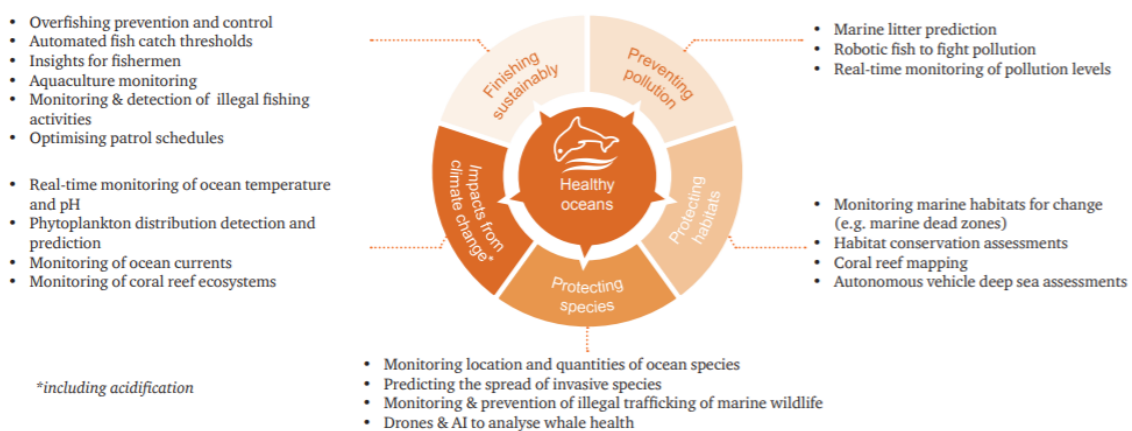 • Overfishing prevention and control
• Automated fish catch thresholds
• Insights for fishermen
• Aquaculture monitoring
• Monitoring & detection of illegal fishing
activities
• Optimising patrol schedules
• Real-time monitoring of ocean temperature
and pH
• Phytoplankton distribution detection and
prediction
• Monitoring of ocean currents
• Monitoring of coral reef ecosystems
*including acidification
Finishing
sustainably
Preventing
pollution
Impacts from
climate change*
Healthy
oceans
Protecting
habitats
Protecting
species
• Marine litter prediction
• Robotic fish to fight pollution
• Real-time monitoring of pollution levels
• Monitoring marine habitats for change
(e.g. marine dead zones)
• Habitat conservation assessments
• Coral reef mapping
• Autonomous vehicle deep sea assessments
• Monitoring location and quantities of ocean species
• Predicting the spread of invasive species
• Monitoring & prevention of illegal trafficking of marine wildlife
• Drones & AI to analyse whale health